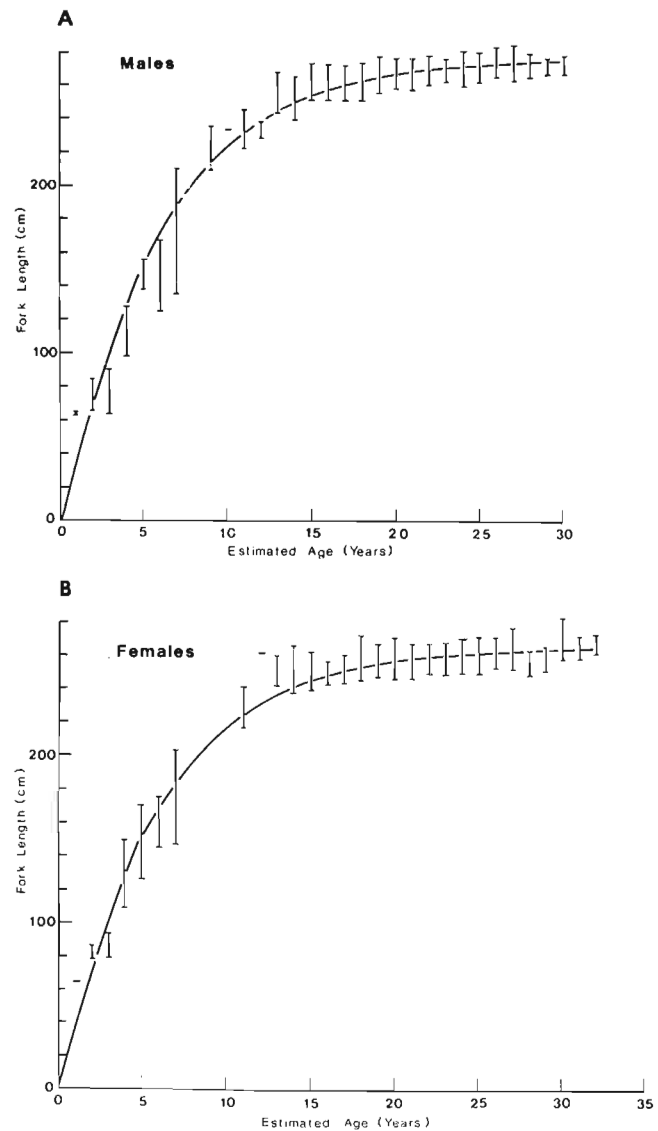 A
Males
200
100
0
Fork Length (cm)
0 5 10 15 20 25 30
Estimated Age (Years)
B
Females
200
100
0
Fork Length (cm)
0 5 10 15 20 25 30 35
Estimated Age (Years)